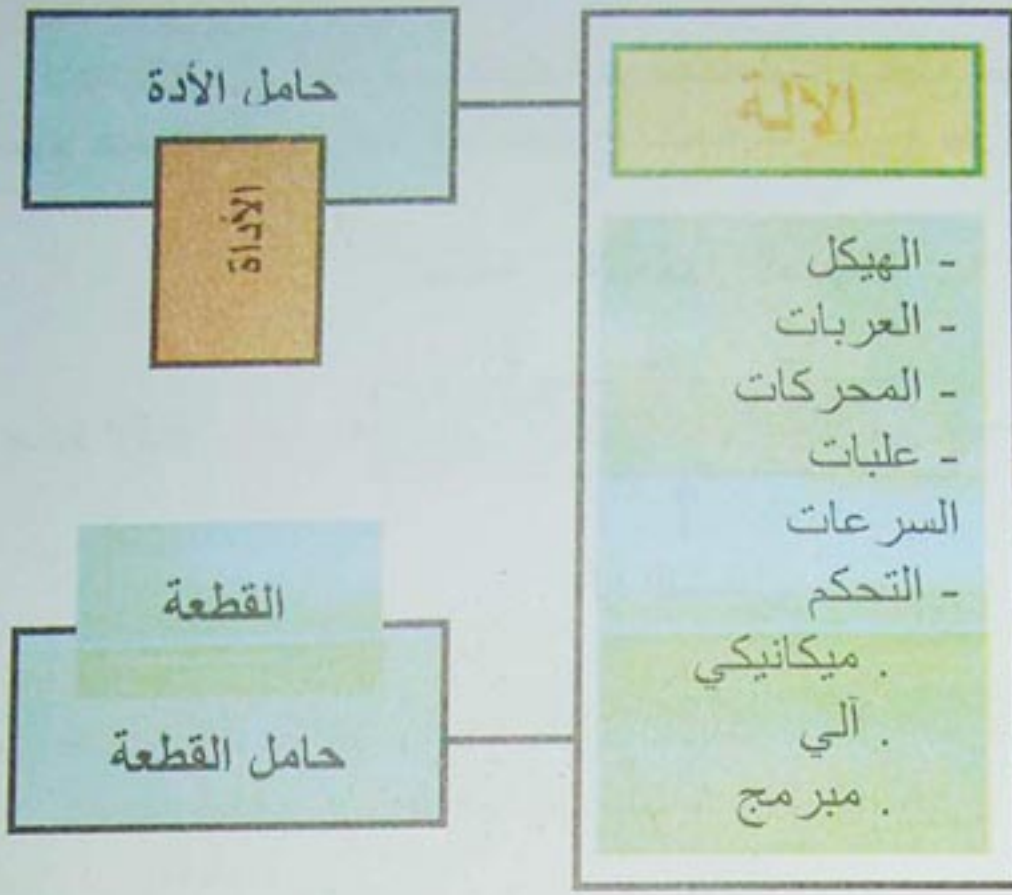 الآلة
- الهيكل
- العربات
- المحركات
- علبات
السرعات
- التحكم
. ميكانيكي
. آلي
. مبرمج
حامل الأدة
الأداة
القطعة
حامل القطعة